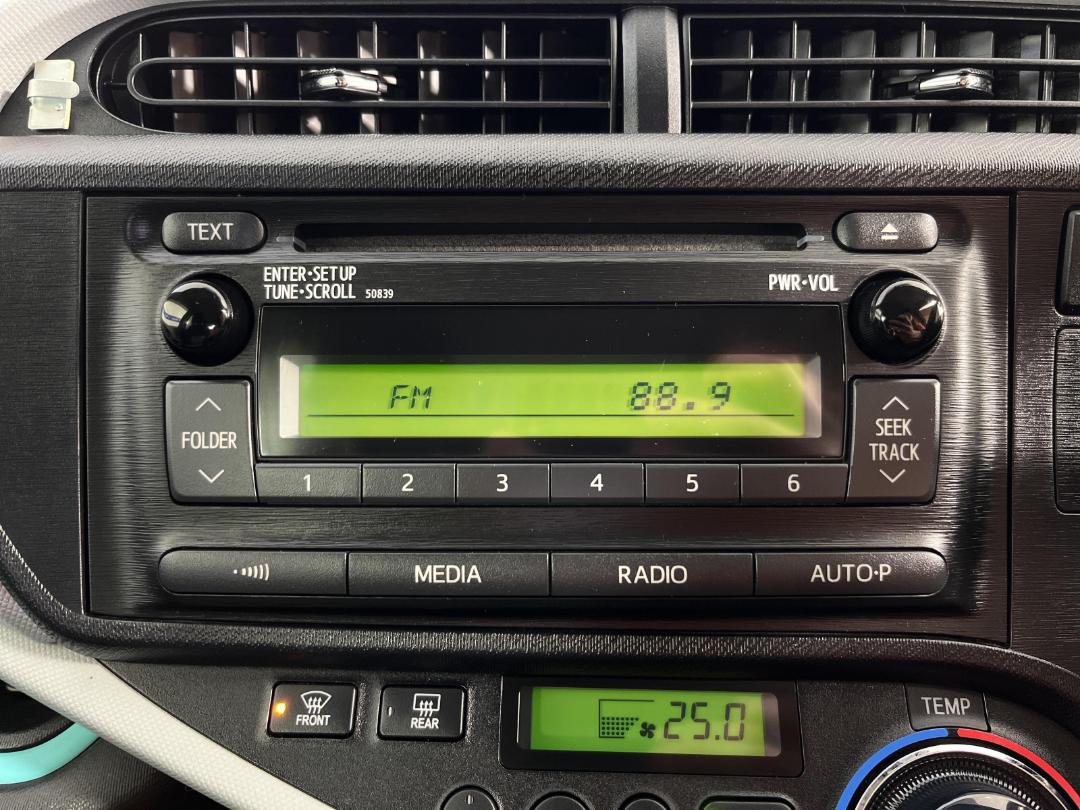 TEXT
ENTER•SETUP
TUNE•SCROLL 50839
PWR•VOL
FM 88.9
FOLDER
SEEK
TRACK
1 2 3 4 5 6
MEDIA RADIO AUTO•P
FRONT
REAR
25.0
TEMP